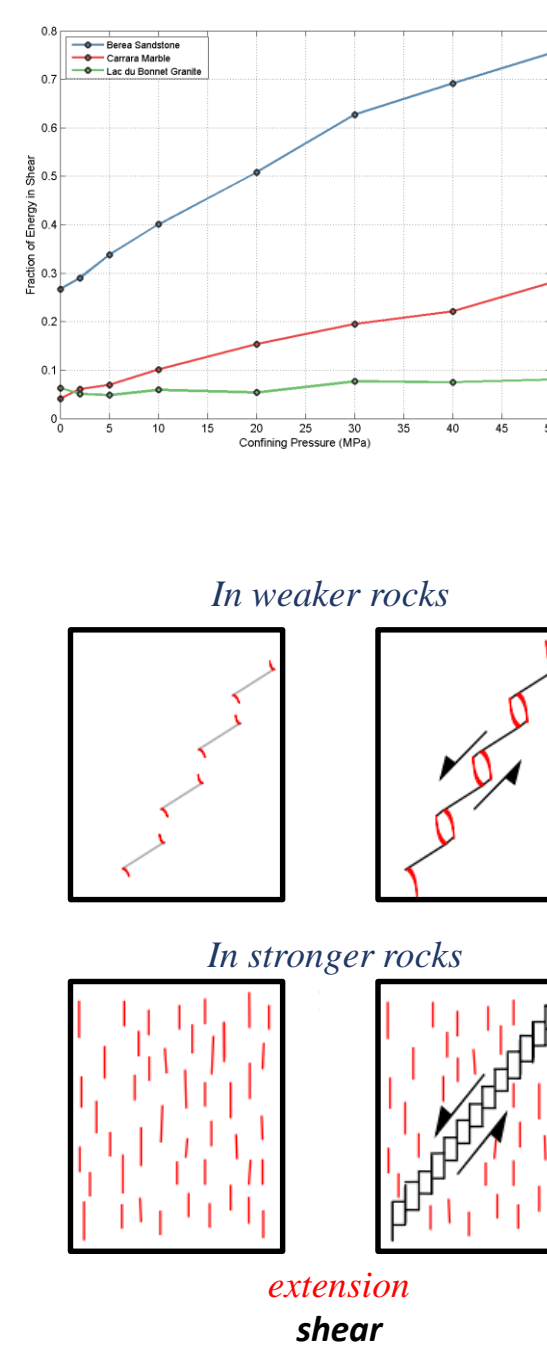 0.8
Berea Sandstone
Carrara Marble
Lac du Bonnet Granite
0.7
0.6
0.5
0.4
0.3
0.2
0.1
0
Fraction of Energy in Shear
0 5 10 15 20 25 30 35 40 45
Confining Pressure (MPa)
In weaker rocks
In stronger rocks
extension
shear